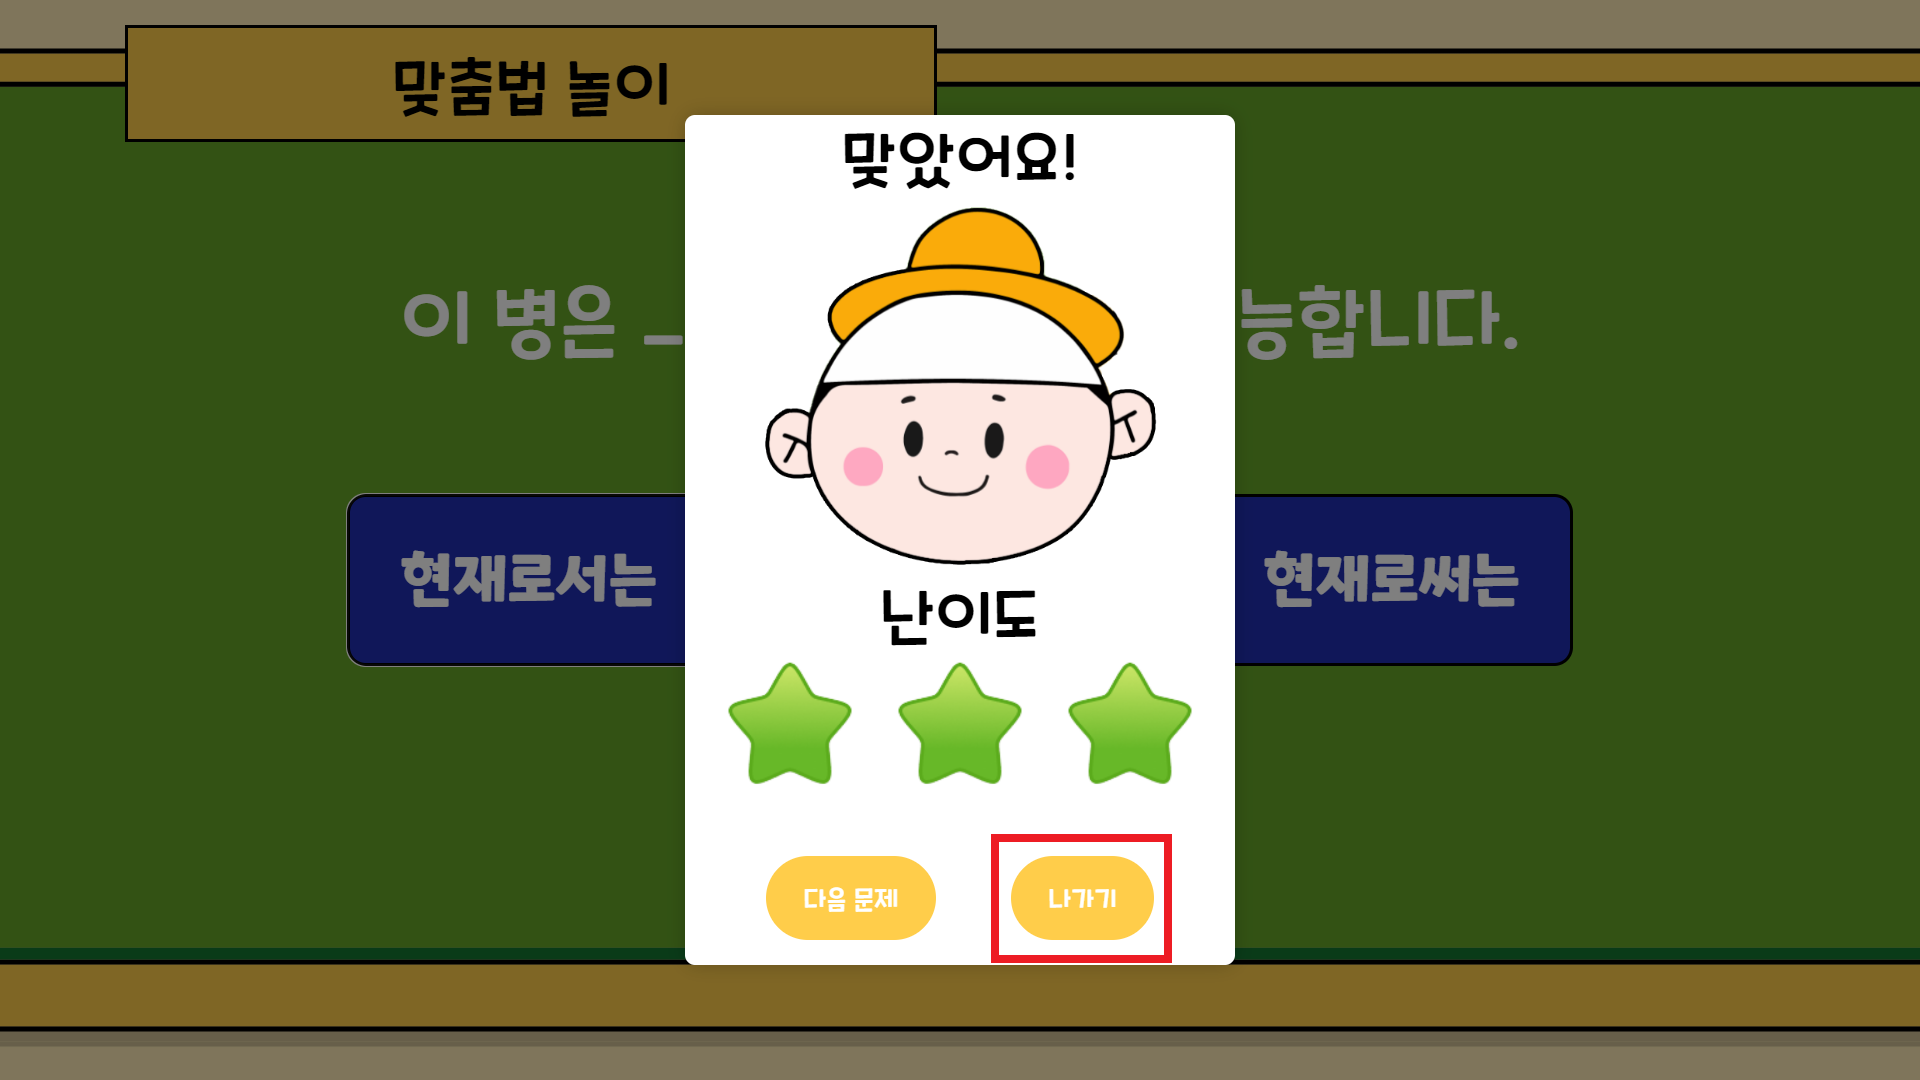 맞춤법 놀이
맞았어요!
이 병은 _
능합니다.
현재로서는
현재로써는
난이도
다음 문제
나가기